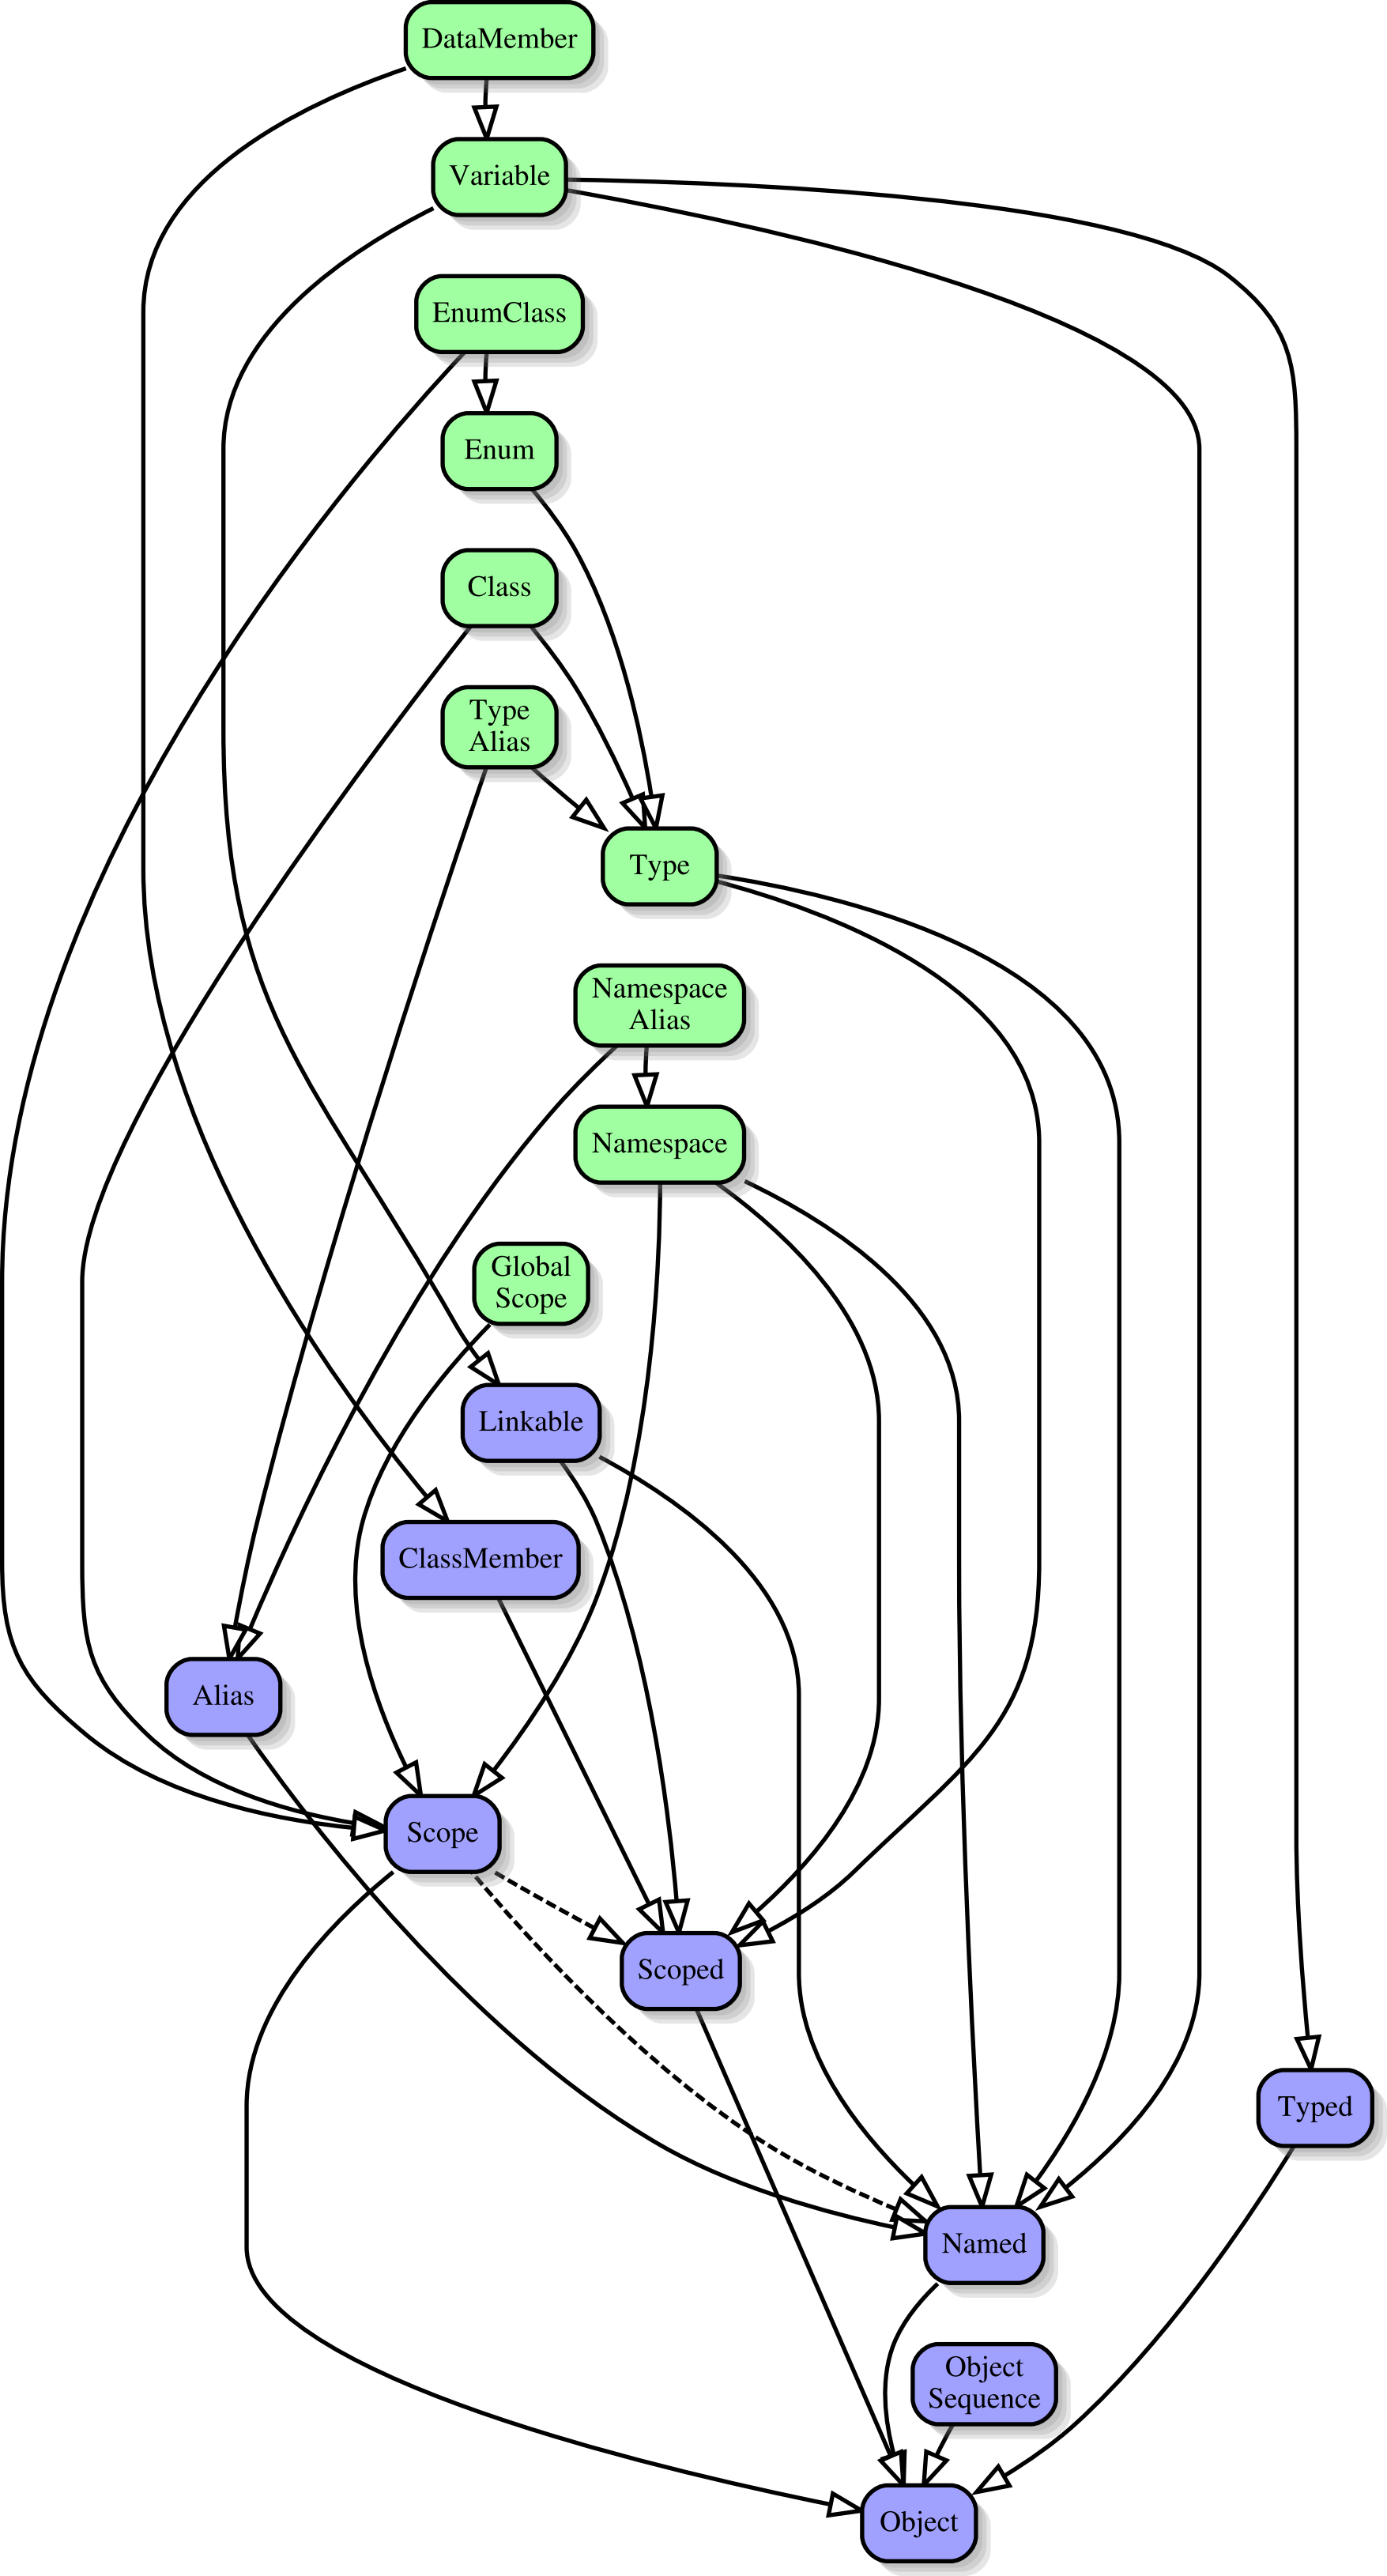 DataMember
Variable
EnumClass
Enum
Class
Type
Alias
Type
Namespace
Alias
Namespace
Global
Scope
Linkable
ClassMember
Alias
Scope
Scoped
Typed
Named
Object
Sequence
Object